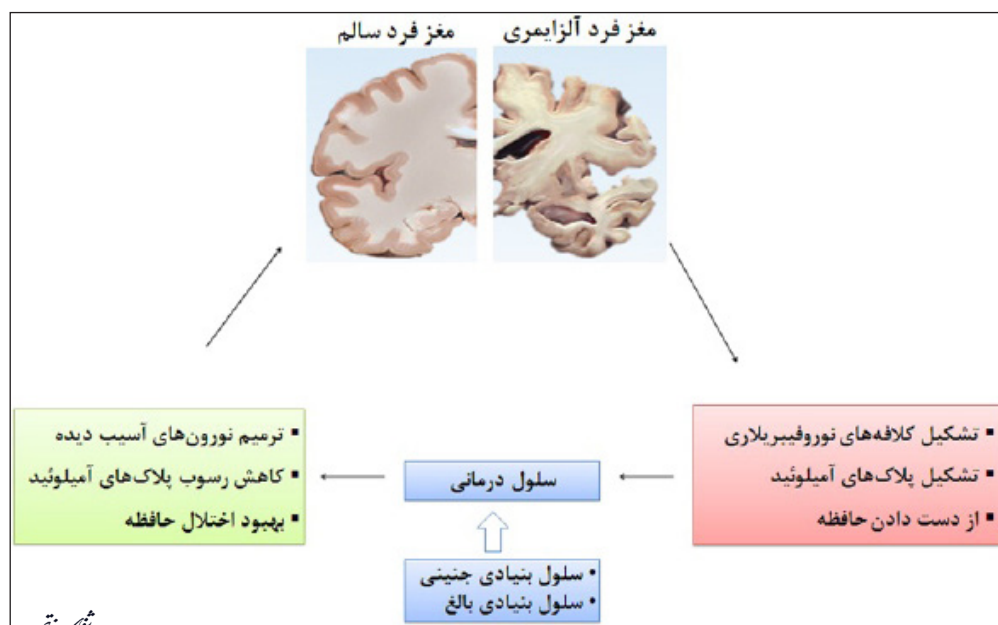 مغز فرد آلزایمری
مغز فرد سالم
▪ تشکیل کلافه‌های نوروفیبریلاری
▪ تشکیل پلاک‌های آمیلوئید
▪ از دست دادن حافظه
سلول درمانی
• سلول بنیادی جنینی
• سلول بنیادی بالغ
▪ ترمیم نورون‌های آسیب دیده
▪ کاهش رسوب پلاک‌های آمیلوئید
▪ بهبود اختلال حافظه